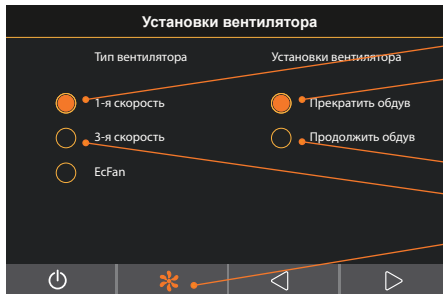 Установки вентилятора
Тип вентилятора
Установки вентилятора
1-я скорость
Прекратить обдув
3-я скорость
Продолжить обдув
EcFan